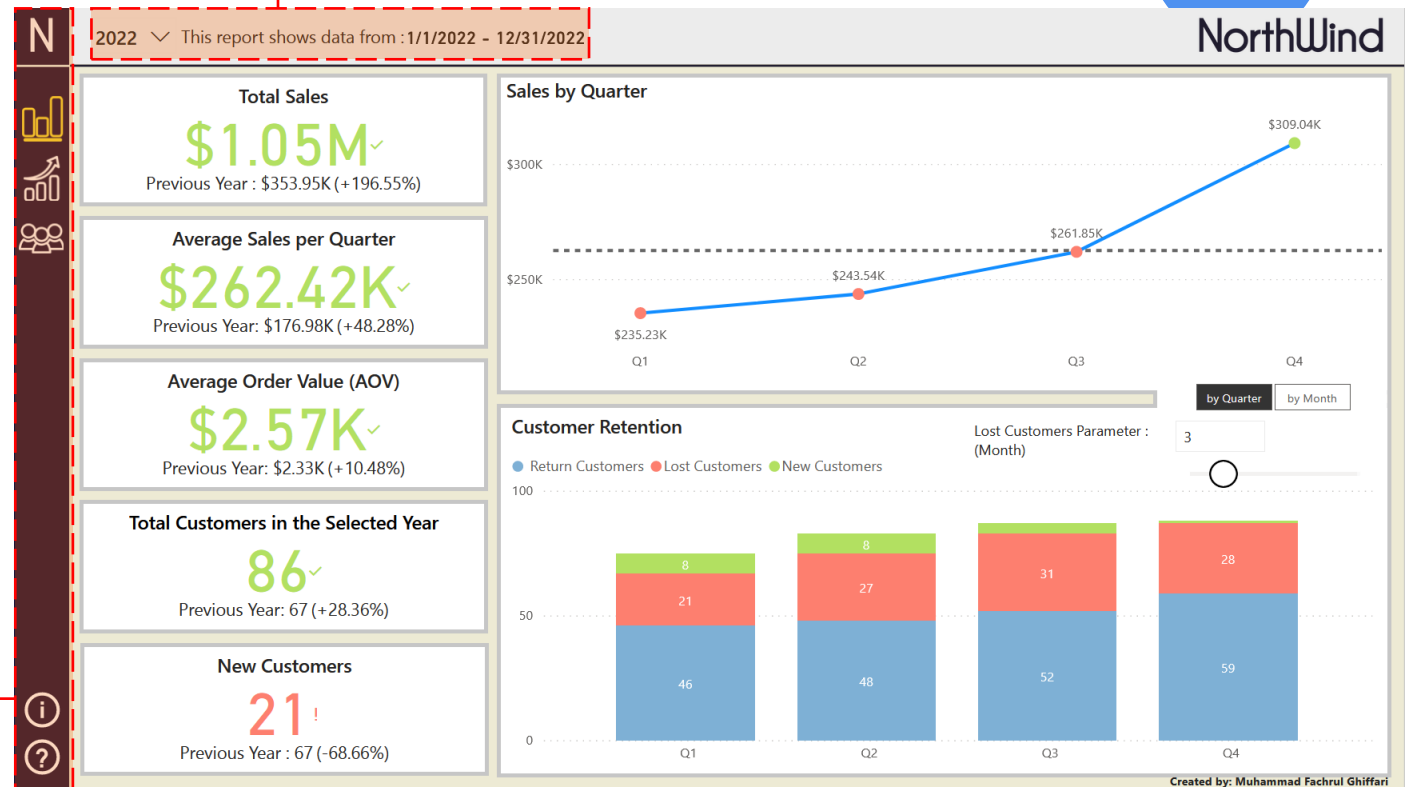 N
2022 This report shows data from : 1/1/2022 - 12/31/2022
NorthWind
Total Sales
$1.05M
Previous Year : $353.95K (+196.55%)
Average Sales per Quarter
$262.42K
Previous Year: $176.98K (+48.28%)
Average Order Value (AOV)
$2.57K
Previous Year: $2.33K (+10.48%)
Total Customers in the Selected Year
86
Previous Year: 67 (+28.36%)
New Customers
21 !
Previous Year : 67 (-68.66%)
i
?
Sales by Quarter
$309.04K
$300K
$261.85K
$250K
$243.54K
$235.23K
Q1 Q2 Q3 Q4
by Quarter by Month
Customer Retention
Lost Customers Parameter :
(Month)
3
Return Customers Lost Customers New Customers
100
8 8
21 27 31 28
50
46 48 52 59
0
Q1 Q2 Q3 Q4
Created by: Muhammad Fachrul Ghiffari